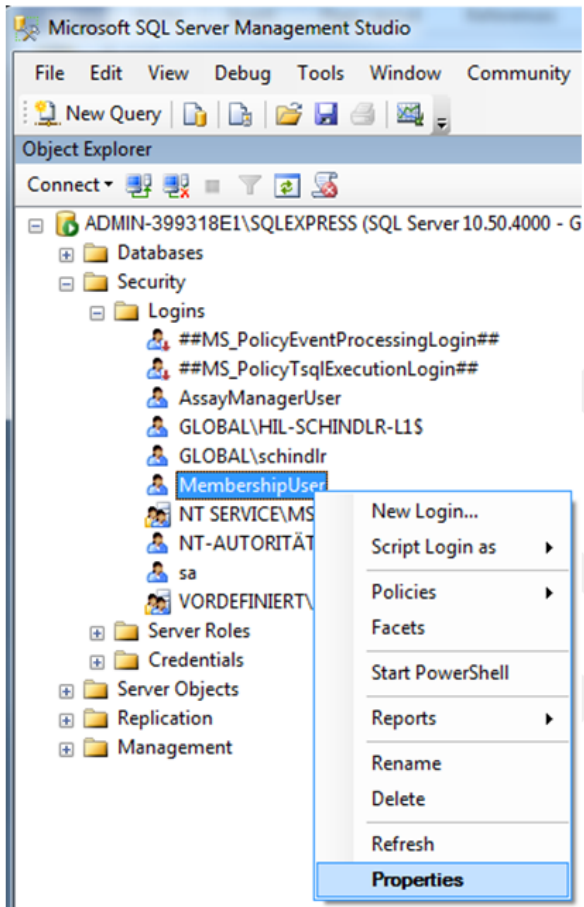 Microsoft SQL Server Management Studio
File Edit View Debug Tools Window Community
New Query
Object Explorer
Connect
ADMIN-399318E1\SQLEXPRESS (SQL Server 10.50.4000 - G
Databases
Security
Logins
##MS_PolicyEventProcessingLogin##
##MS_PolicyTsqlExecutionLogin##
AssayManagerUser
GLOBAL\HIL-SCHINDLR-L1$
GLOBAL\schindlr
MembershipUser
NT SERVICE\MS
NT-AUTORITÄT
sa
VORDEFINIERT\
Server Roles
Credentials
Server Objects
Replication
Management
New Login...
Script Login as
Policies
Facets
Start PowerShell
Reports
Rename
Delete
Refresh
Properties